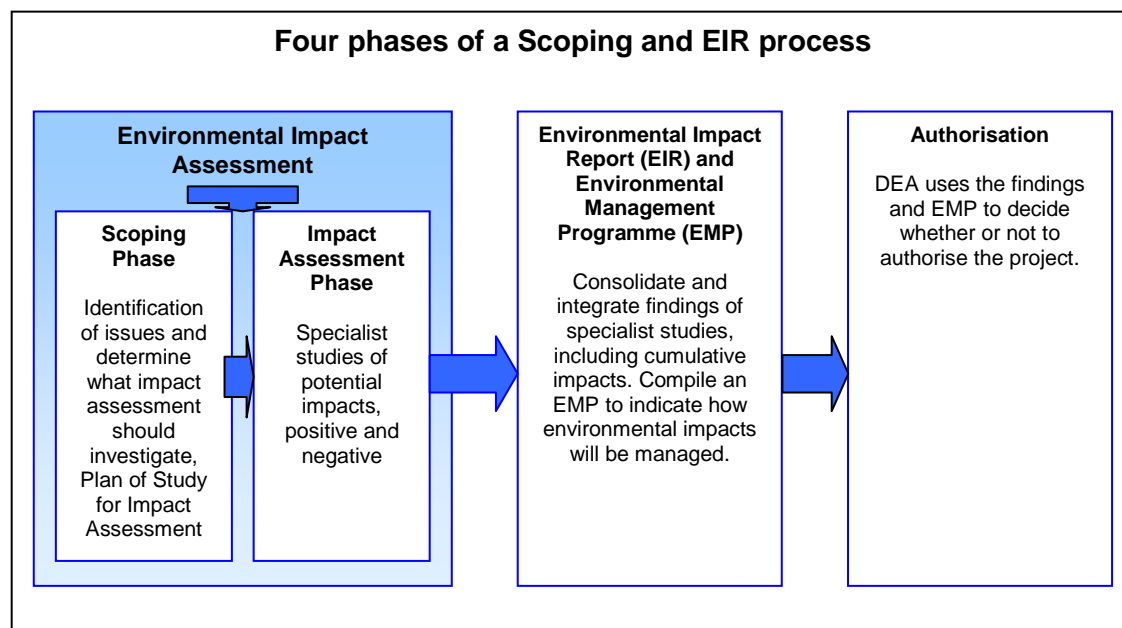 Four phases of a Scoping and EIR process
Environmental Impact
Assessment
Scoping
Phase
Identification
of issues and
determine
what impact
assessment
should
investigate,
Plan of Study
for Impact
Assessment
Impact
Assessment
Phase
Specialist
studies of
potential
impacts,
positive and
negative
Environmental Impact
Report (EIR) and
Environmental
Management
Programme (EMP)
Consolidate and
integrate findings of
specialist studies,
including cumulative
impacts. Compile an
EMP to indicate how
environmental impacts
will be managed.
Authorisation
DEA uses the findings
and EMP to decide
whether or not to
authorise the project.